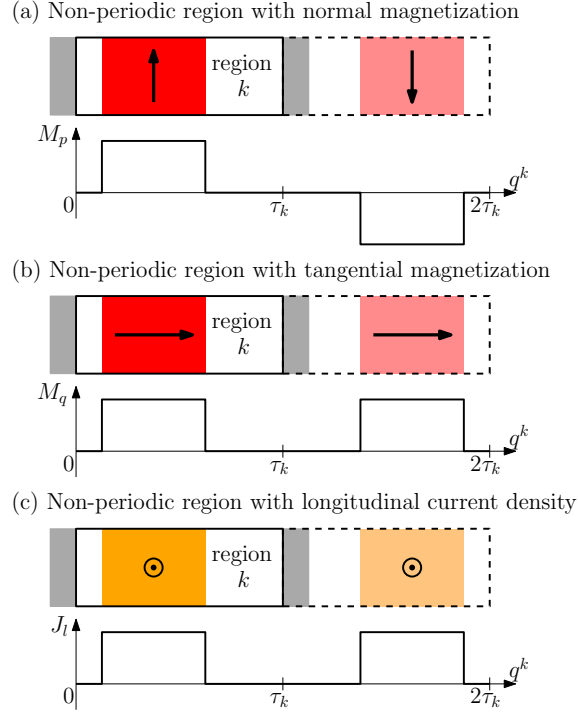 (a) Non-periodic region with normal magnetization
region
k
M_p
q^k
0
τ_k
2τ_k
(b) Non-periodic region with tangential magnetization
region
k
M_q
q^k
0
τ_k
2τ_k
(c) Non-periodic region with longitudinal current density
region
k
J_l
q^k
0
τ_k
2τ_k